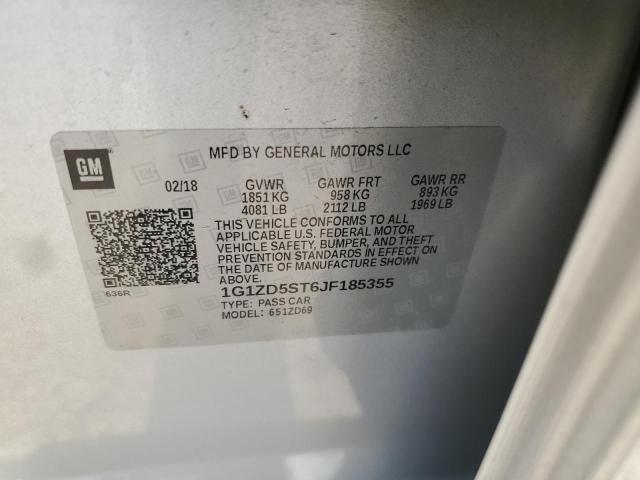 GM
MFD BY GENERAL MOTORS LLC
02/18 GVWR GAWR FRT GAWR RR
1851 KG 958 KG 893 KG
4081 LB 2112 LB 1969 LB
THIS VEHICLE CONFORMS TO ALL
APPLICABLE U.S. FEDERAL MOTOR
VEHICLE SAFETY, BUMPER, AND THEFT
PREVENTION STANDARDS IN EFFECT ON
THE DATE OF MANUFACTURE SHOWN
ABOVE.
636R
1G1ZD5ST6JF185355
TYPE: PASS CAR
MODEL: 651ZD69